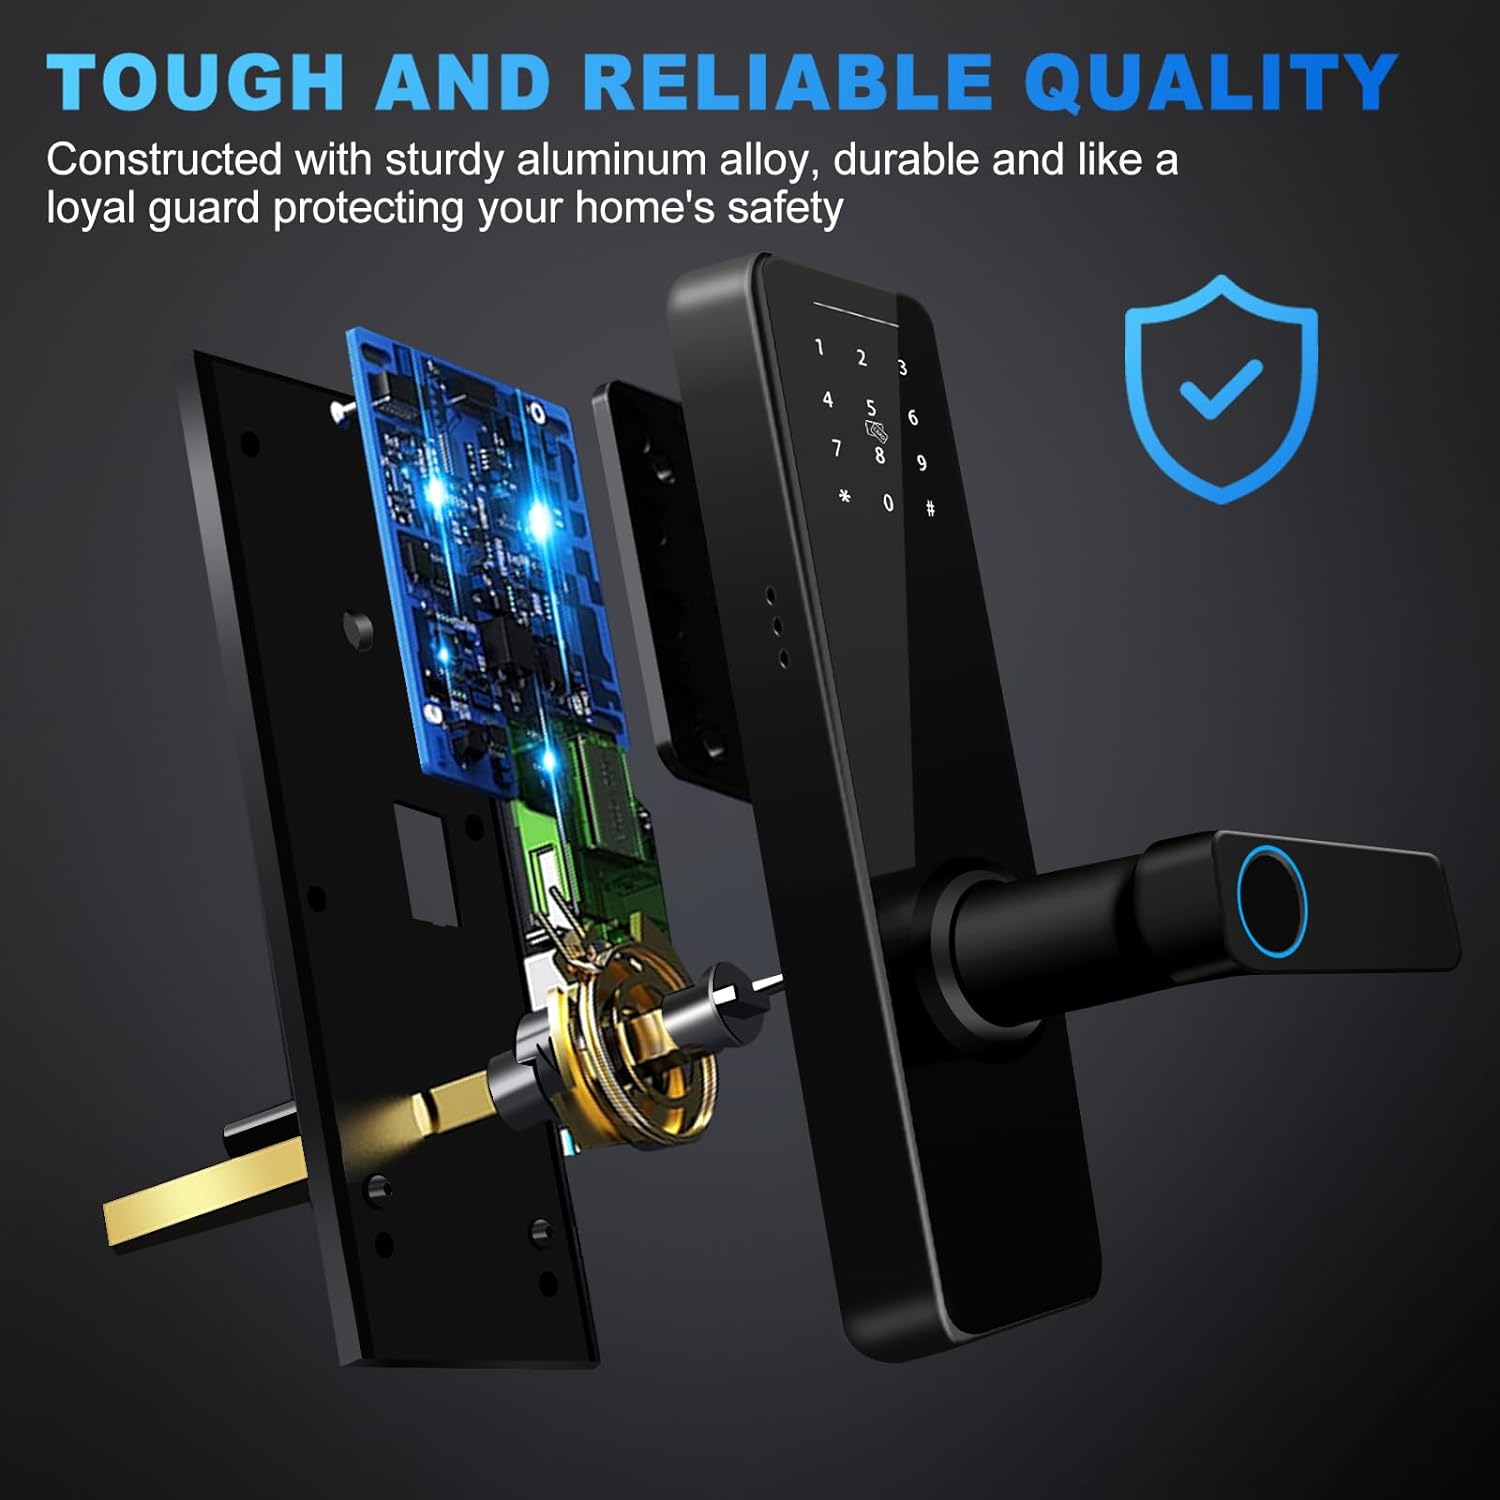 TOUGH AND RELIABLE QUALITY
Constructed with sturdy aluminum alloy, durable and like a
loyal guard protecting your home's safety
1 2 3
4 5 6
7 8 9
* 0 #